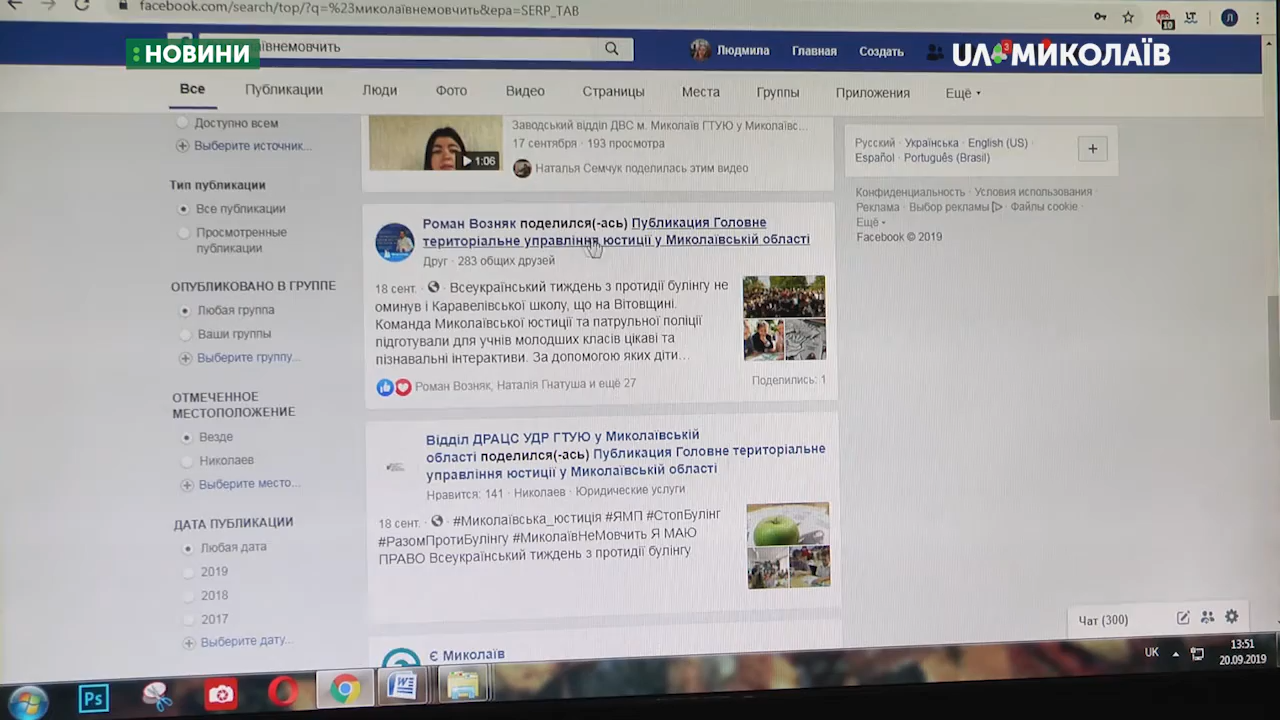 facebook.com/search/top/?q=%23миколаївнемовчить&epa=SERP_TAB
НОВИНИ
ївнемовчить
Людмила
Главная
Создать
3
UA МИКОЛАЇВ
Все
Публикации
Люди
Фото
Видео
Страницы
Места
Группы
Приложения
Ещё
Доступно всем
Выберите источник...
Тип публикации
Все публикации
Просмотренные
публикации
ОПУБЛИКОВАНО В ГРУППЕ
Любая группа
Ваши группы
Выберите группу...
ОТМЕЧЕННОЕ
МЕСТОПОЛОЖЕНИЕ
Везде
Николаев
Выберите место...
ДАТА ПУБЛИКАЦИИ
Любая дата
2019
2018
2017
Выберите дату...
1:06
Заводський відділ ДВС м. Миколаїв ГТУЮ у Миколаївс...
17 сентября · 193 просмотра
Наталья Семчук поделилась этим видео
Роман Возняк поделился(-ась) Публикация Головне
територіальне управління юстиції у Миколаївській області
Друг · 283 общих друзей
18 сент. · Всеукраїнський тиждень з протидії булінгу не
оминув і Каравелівської школу, що на Вітовщині.
Команда Миколаївської юстиції та патрульної поліції
підготували для учнів молодших класів цікаві та
пізнавальні інтерактиви. За допомогою яких діти...
Роман Возняк, Наталія Гнатуша и ещё 27
Поделились: 1
Відділ ДРАЦС УДР ГТУЮ у Миколаївській
області поделился(-ась) Публикация Головне територіальне
управління юстиції у Миколаївській області
Нравится: 141 · Николаев · Юридические услуги
18 сент. · #Миколаївська_юстиція #ЯМП #СтопБулінг
#РазомПротиБулінгу #МиколаївНеМовчить Я МАЮ
ПРАВО Всеукраїнський тиждень з протидії булінгу
Є Миколаїв
Русский · Українська · English (US) ·
Español · Português (Brasil)
Конфиденциальность · Условия использования ·
Реклама · Выбор рекламы · Файлы cookie ·
Ещё
Facebook © 2019
Чат (300)
UK
13:51
20.09.2019
Ps